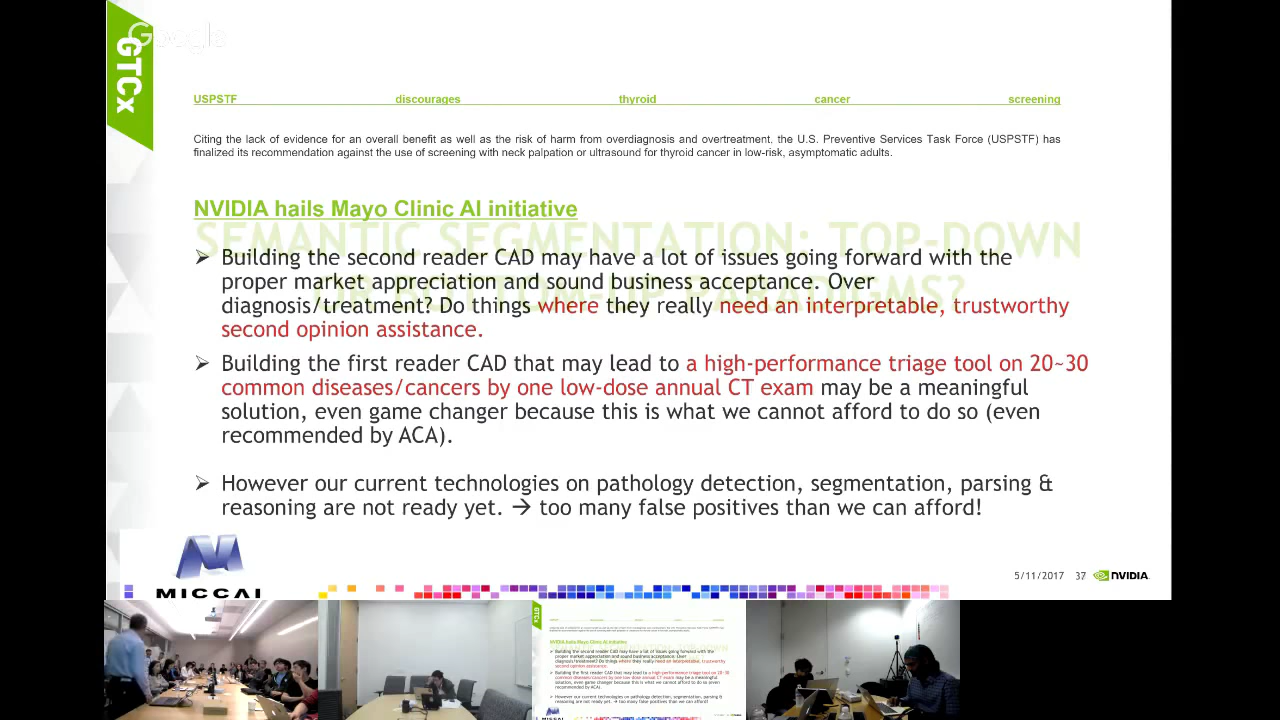 Google
GTCx
USPSTF discourages thyroid cancer screening
Citing the lack of evidence for an overall benefit as well as the risk of harm from overdiagnosis and overtreatment, the U.S. Preventive Services Task Force (USPSTF) has
finalized its recommendation against the use of screening with neck palpation or ultrasound for thyroid cancer in low-risk, asymptomatic adults.
NVIDIA hails Mayo Clinic AI initiative
SEMANTIC SEGMENTATION: TOP-DOWN
OR BOTTOM-UP PARADIGMS?
➢ Building the second reader CAD may have a lot of issues going forward with the
proper market appreciation and sound business acceptance. Over
diagnosis/treatment? Do things where they really need an interpretable, trustworthy
second opinion assistance.
➢ Building the first reader CAD that may lead to a high-performance triage tool on 20~30
common diseases/cancers by one low-dose annual CT exam may be a meaningful
solution, even game changer because this is what we cannot afford to do so (even
recommended by ACA).
➢ However our current technologies on pathology detection, segmentation, parsing &
reasoning are not ready yet. → too many false positives than we can afford!
MICCAI
5/11/2017 37 NVIDIA.